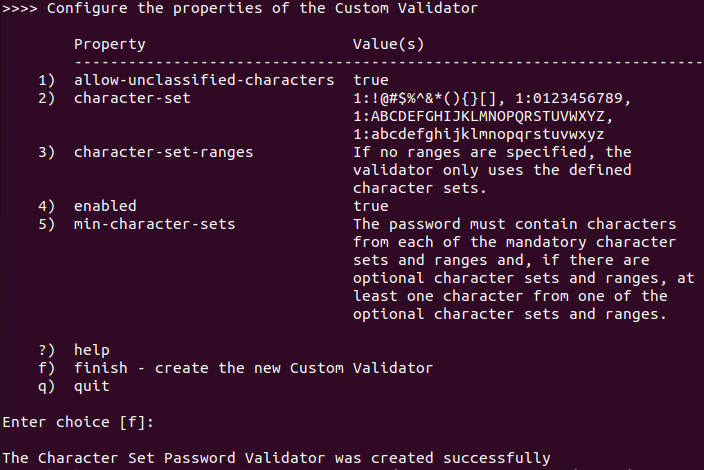 >>>> Configure the properties of the Custom Validator
Property Value(s)
-----------------------------------------------------------------------
1) allow-unclassified-characters true
2) character-set 1:!@#$%^&*(){}[], 1:0123456789,
1:ABCDEFGHIJKLMNOPQRSTUVWXYZ,
1:abcdefghijklmnopqrstuvwxyz
3) character-set-ranges If no ranges are specified, the
validator only uses the defined
character sets.
4) enabled true
5) min-character-sets The password must contain characters
from each of the mandatory character
sets and ranges and, if there are
optional character sets and ranges, at
least one character from one of the
optional character sets and ranges.
?) help
f) finish - create the new Custom Validator
q) quit
Enter choice [f]:
The Character Set Password Validator was created successfully